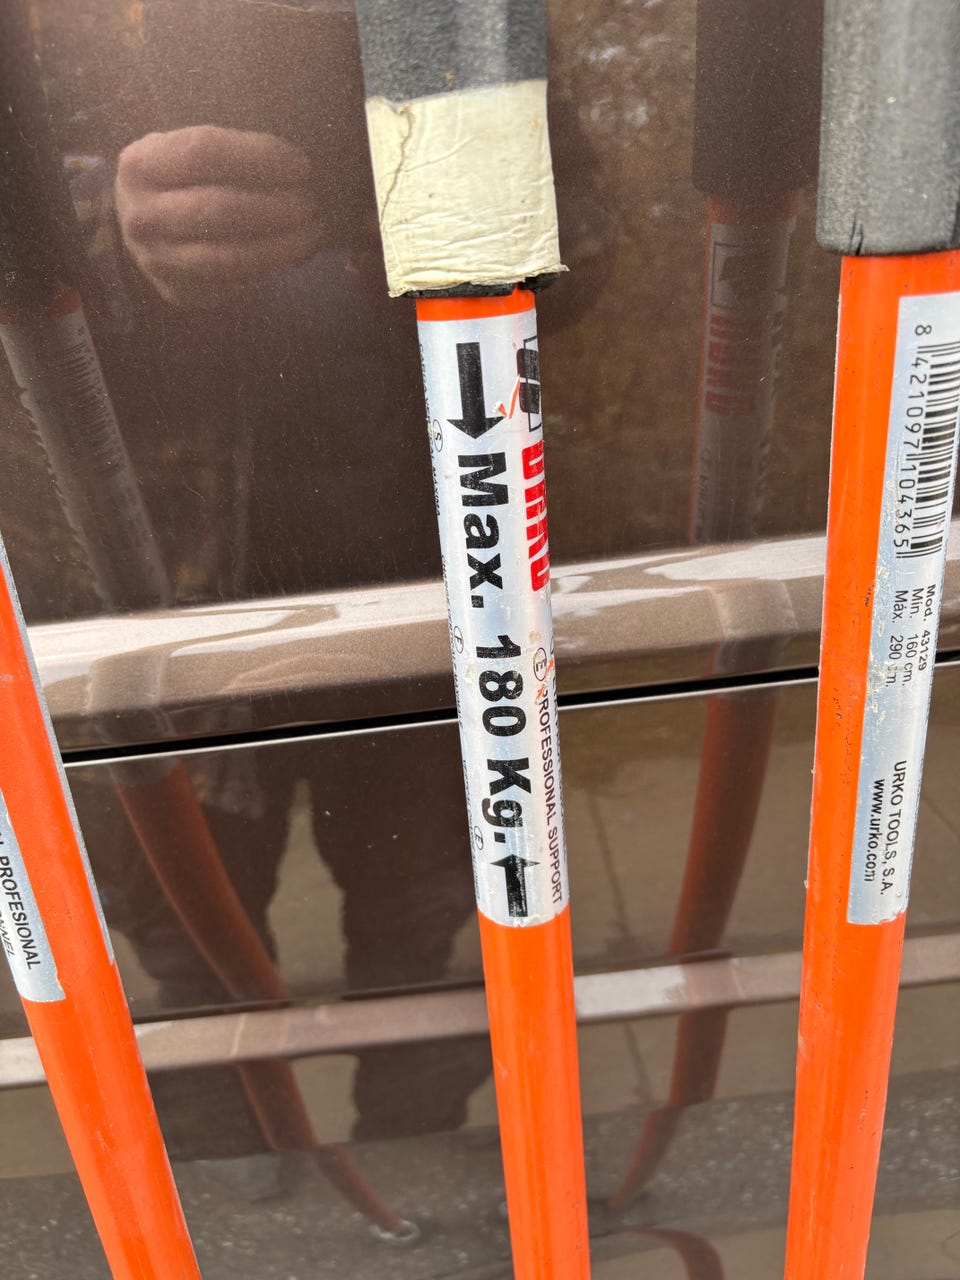 PROFESIONAL
Max. 180 Kg.
URKO
PROFESSIONAL SUPPORT
8 421097 104365
Mod. 43129
Mín. 160 cm.
Máx. 290 cm.
URKO TOOLS, S.A.
www.urko.com